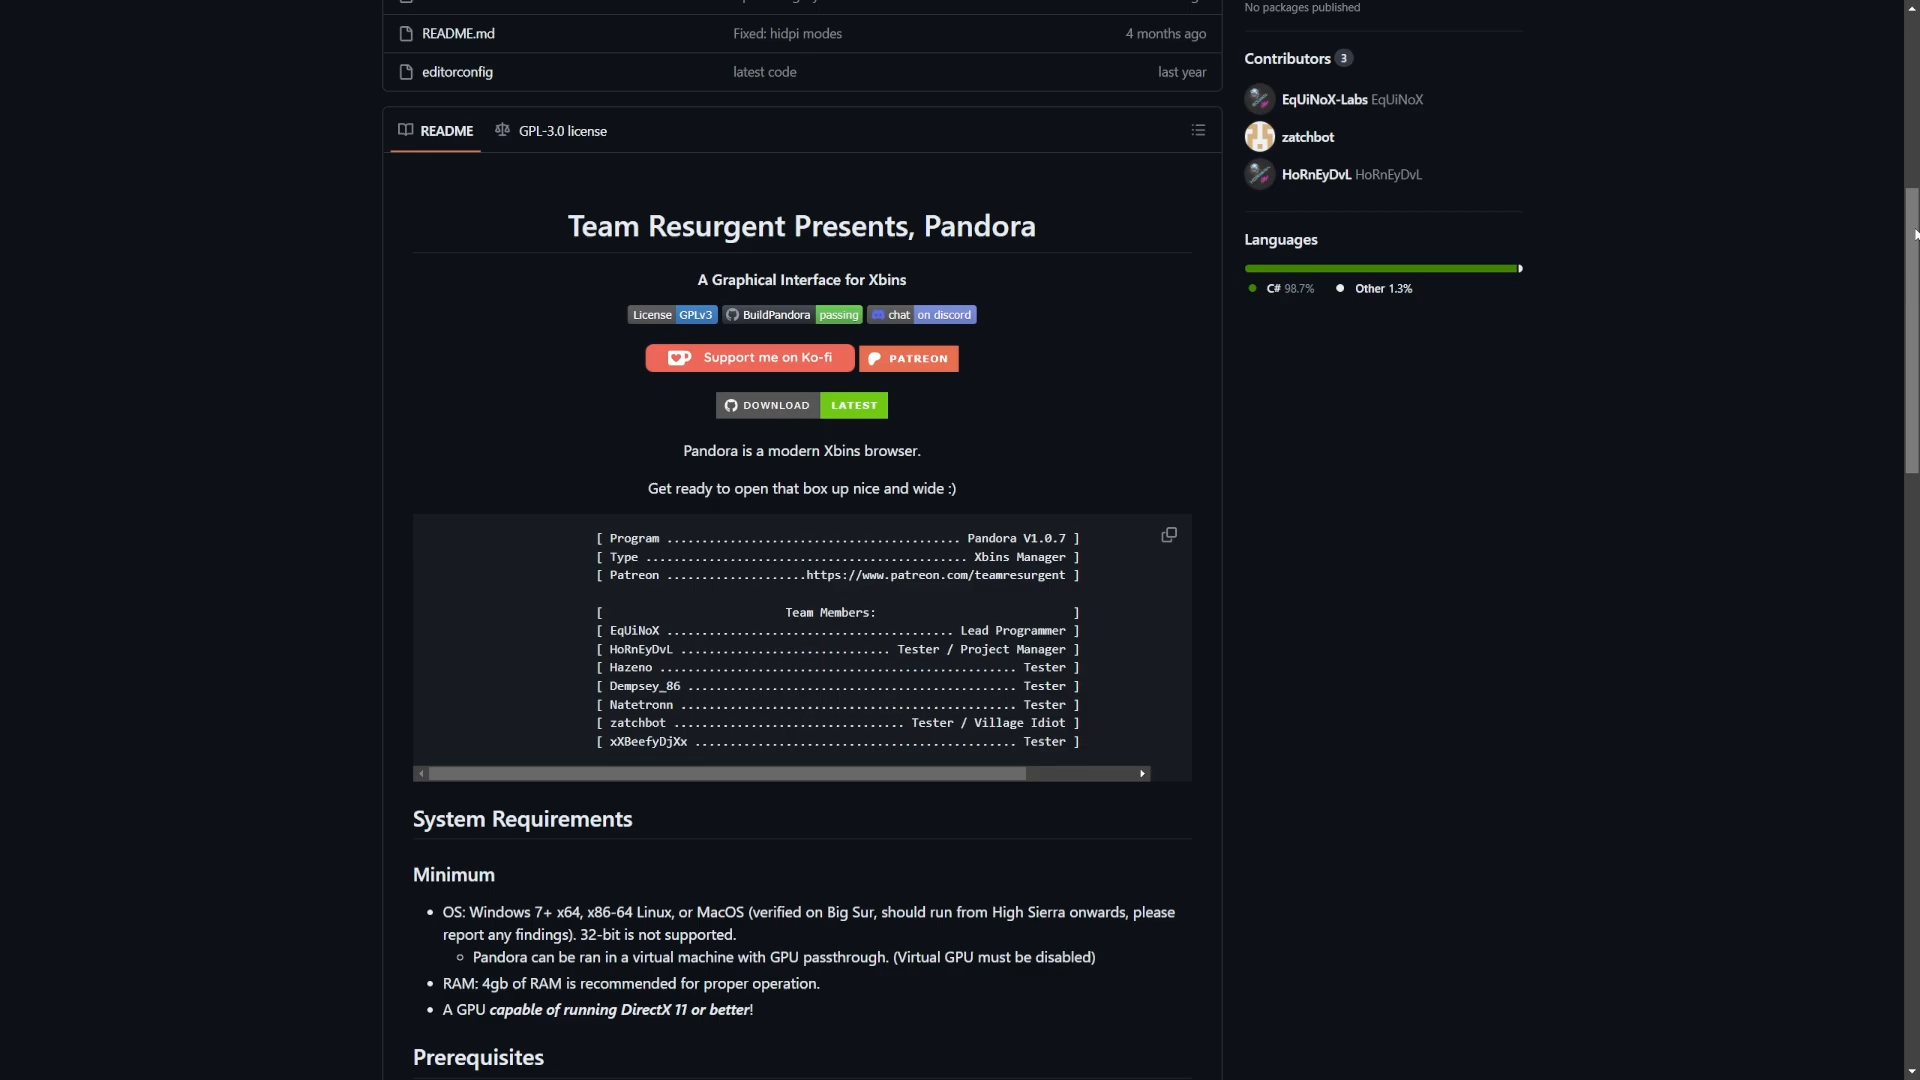 No packages published
README.md Fixed: hidpi modes 4 months ago
editorconfig latest code last year
Contributors 3
EqUiNoX-Labs EqUiNoX
zatchbot
HoRnEyDvL HoRnEyDvL
Languages
C# 98.7% Other 1.3%
README GPL-3.0 license
Team Resurgent Presents, Pandora
A Graphical Interface for Xbins
License GPLv3 BuildPandora passing chat on discord
Support me on Ko-fi PATREON
DOWNLOAD LATEST
Pandora is a modern Xbins browser.
Get ready to open that box up nice and wide :)
[ Program .......................................... Pandora V1.0.7 ]
[ Type .............................................. Xbins Manager ]
[ Patreon ....................https://www.patreon.com/teamresurgent ]
[ Team Members: ]
[ EqUiNoX ......................................... Lead Programmer ]
[ HoRnEyDvL .............................. Tester / Project Manager ]
[ Hazeno ................................................... Tester ]
[ Dempsey_86 ............................................... Tester ]
[ Natetronn ................................................ Tester ]
[ zatchbot ................................. Tester / Village Idiot ]
[ xXBeefyDjXx .............................................. Tester ]
System Requirements
Minimum
• OS: Windows 7+ x64, x86-64 Linux, or MacOS (verified on Big Sur, should run from High Sierra onwards, please
report any findings). 32-bit is not supported.
○ Pandora can be ran in a virtual machine with GPU passthrough. (Virtual GPU must be disabled)
• RAM: 4gb of RAM is recommended for proper operation.
• A GPU capable of running DirectX 11 or better!
Prerequisites